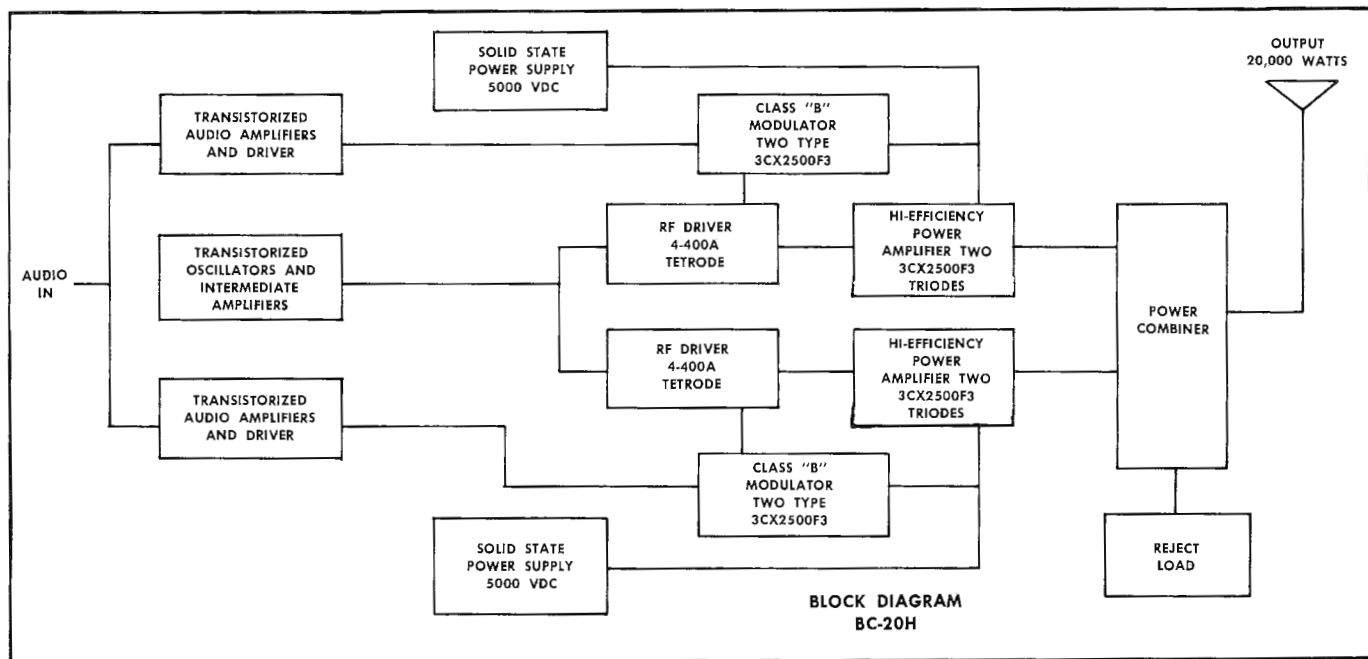 SOLID STATE
POWER SUPPLY
5000 VDC
OUTPUT
20,000 WATTS
TRANSISTORIZED
AUDIO AMPLIFIERS
AND DRIVER
CLASS "B"
MODULATOR
TWO TYPE
3CX2500F3
AUDIO
IN
TRANSISTORIZED
OSCILLATORS AND
INTERMEDIATE
AMPLIFIERS
RF DRIVER
4-400A
TETRODE
HI-EFFICIENCY
POWER
AMPLIFIER TWO
3CX2500F3
TRIODES
POWER
COMBINER
RF DRIVER
4-400A
TETRODE
HI-EFFICIENCY
POWER
AMPLIFIER TWO
3CX2500F3
TRIODES
TRANSISTORIZED
AUDIO AMPLIFIERS
AND DRIVER
CLASS "B"
MODULATOR
TWO TYPE
3CX2500F3
SOLID STATE
POWER SUPPLY
5000 VDC
REJECT
LOAD
BLOCK DIAGRAM
BC-20H